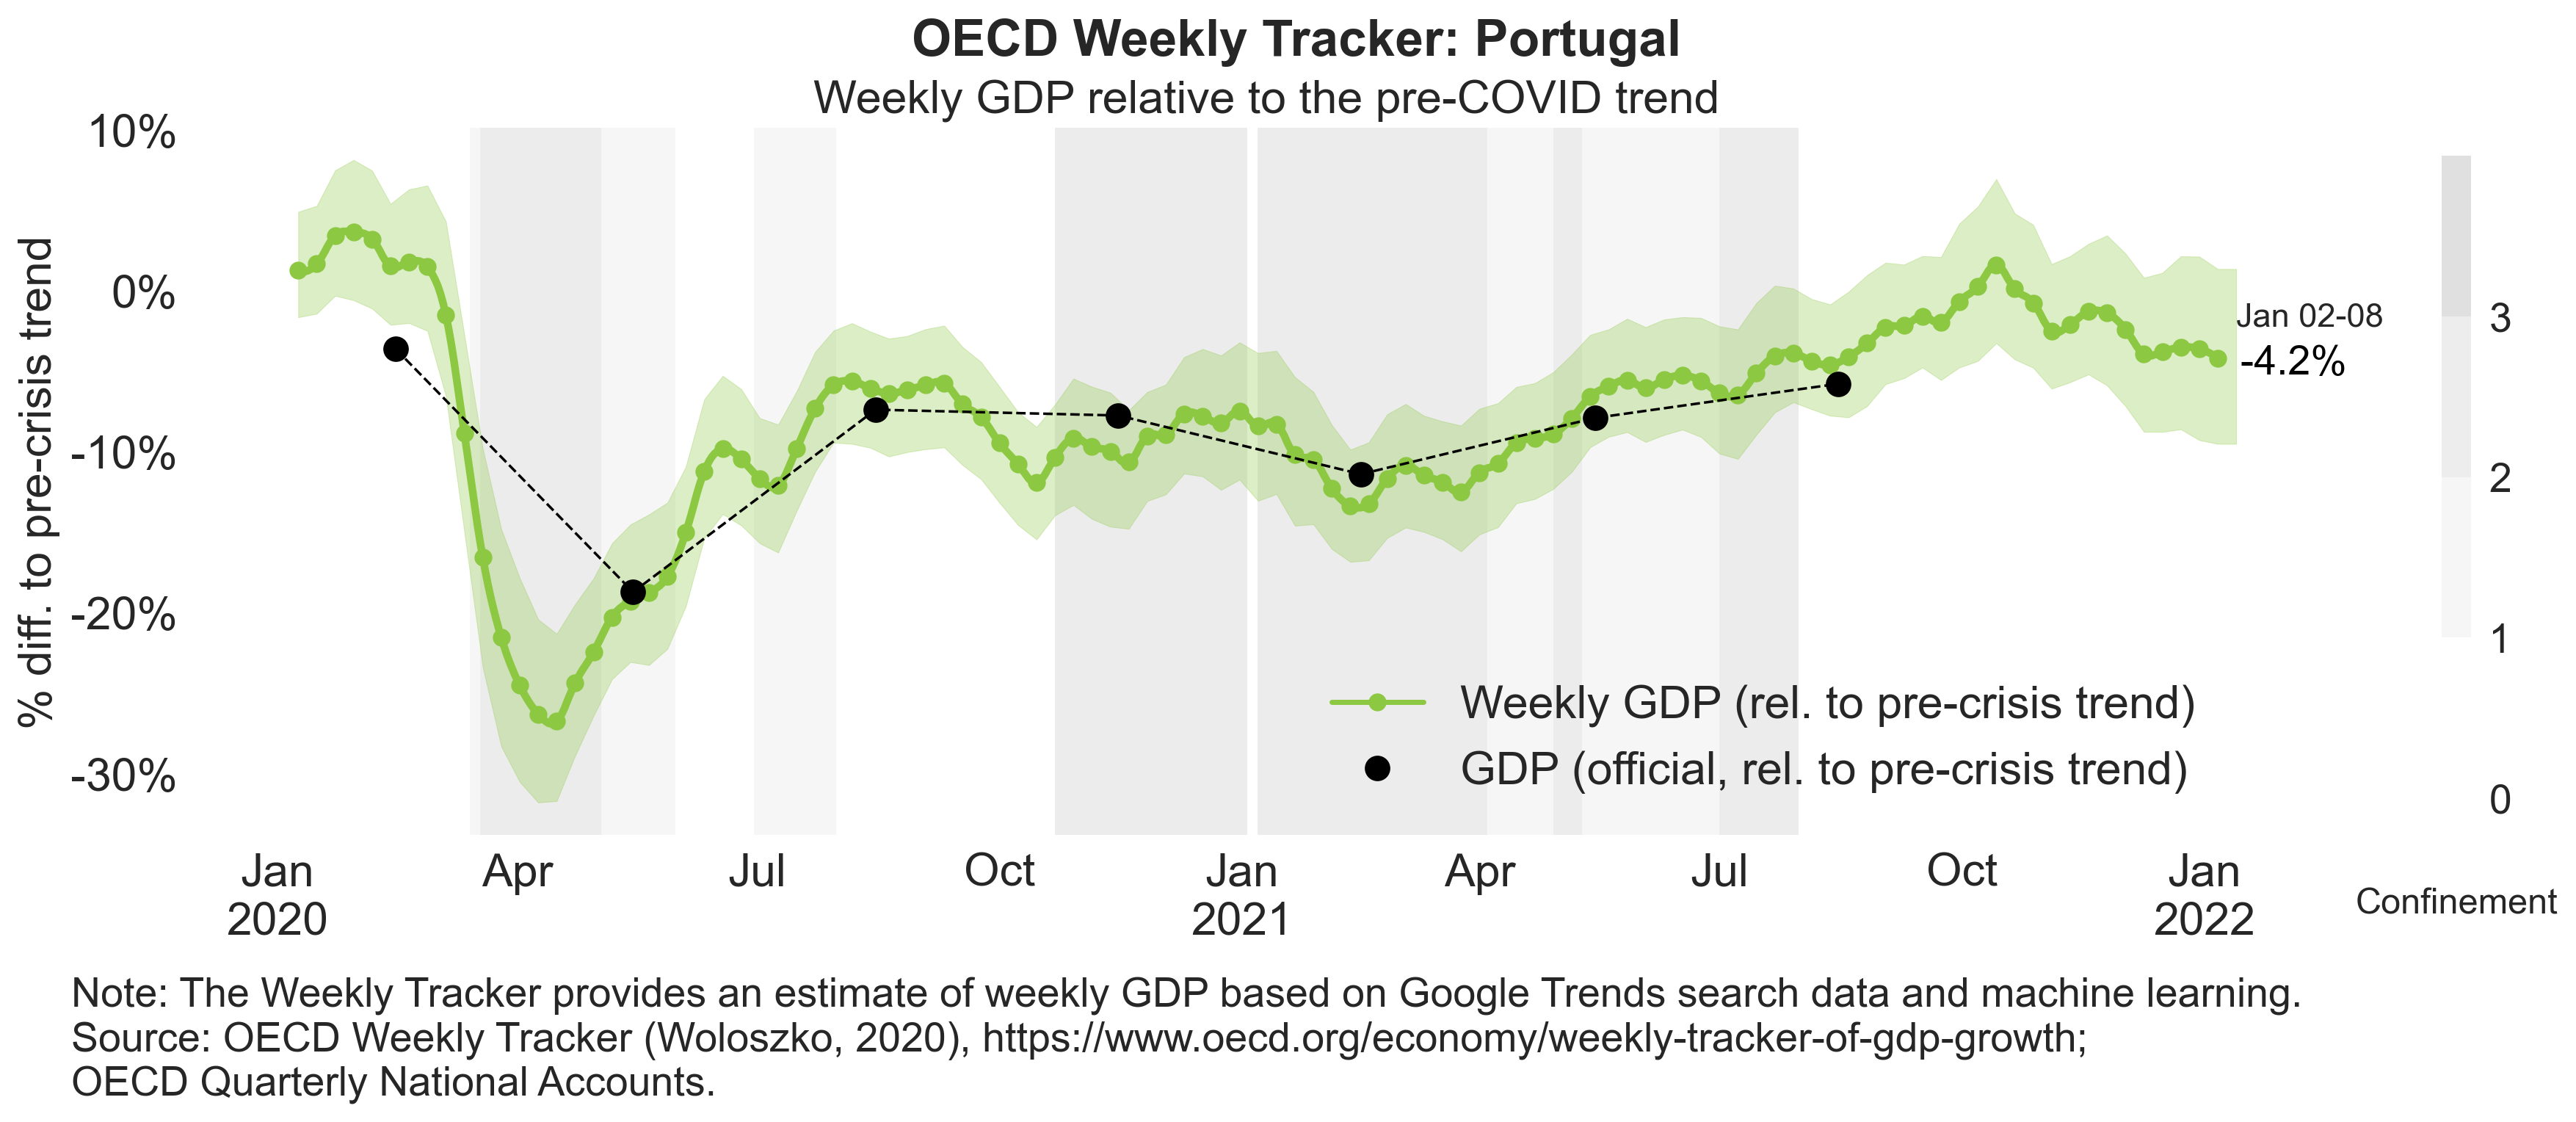 OECD Weekly Tracker: Portugal
Weekly GDP relative to the pre-COVID trend
% diff. to pre-crisis trend
10%
0%
-10%
-20%
-30%
Jan 02-08
-4.2%
3
2
1
0
Weekly GDP (rel. to pre-crisis trend)
GDP (official, rel. to pre-crisis trend)
Jan Apr Jul Oct Jan Apr Jul Oct Jan
2020 2021 2022
Confinement
Note: The Weekly Tracker provides an estimate of weekly GDP based on Google Trends search data and machine learning.
Source: OECD Weekly Tracker (Woloszko, 2020), https://www.oecd.org/economy/weekly-tracker-of-gdp-growth;
OECD Quarterly National Accounts.